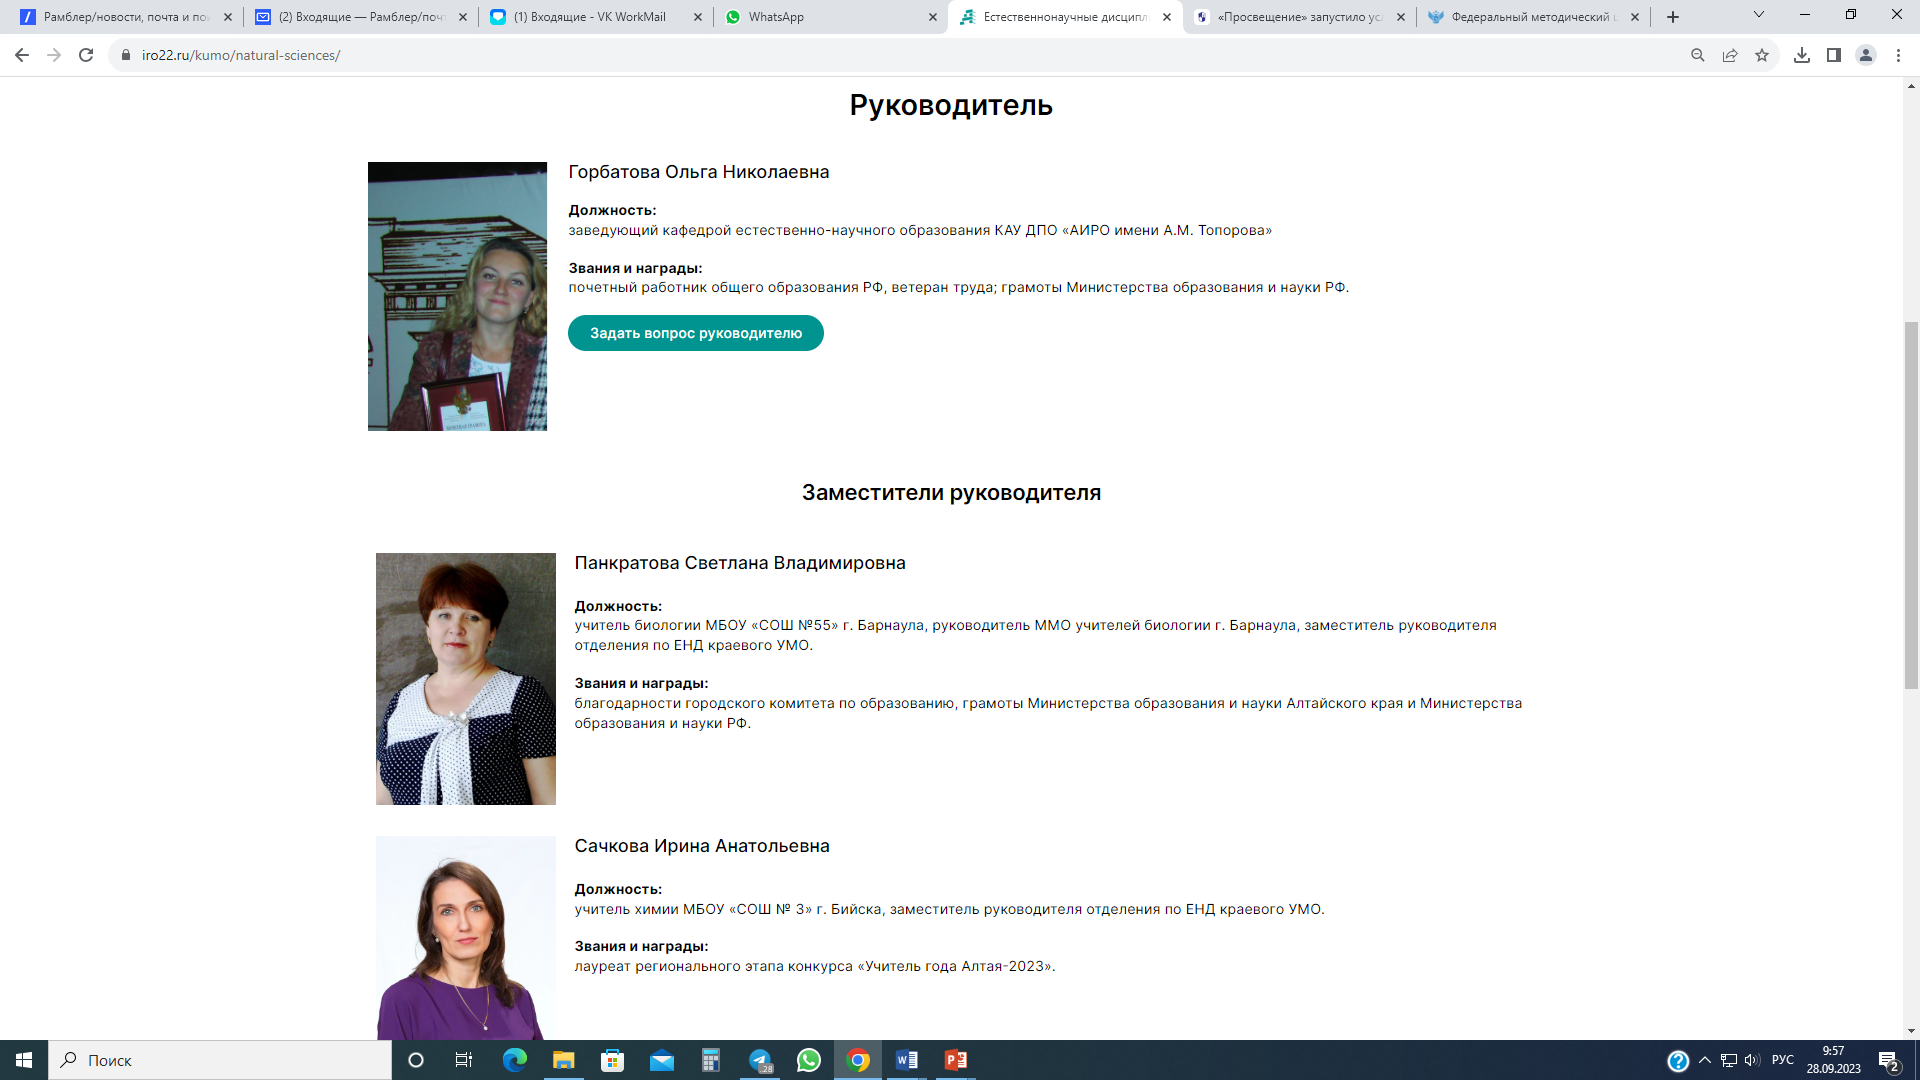 Рамблер/новости, почта и пои
(2) Входящие — Рамблер/почт
(1) Входящие - VK WorkMail
WhatsApp
Естественнонаучные дисципл
«Просвещение» запустило усл
Федеральный методический ц
iro22.ru/kumo/natural-sciences/
Руководитель
Горбатова Ольга Николаевна
Должность:
заведующий кафедрой естественно-научного образования КАУ ДПО «АИРО имени А.М. Топорова»
Звания и награды:
почетный работник общего образования РФ, ветеран труда; грамоты Министерства образования и науки РФ.
Задать вопрос руководителю
Заместители руководителя
Панкратова Светлана Владимировна
Должность:
учитель биологии МБОУ «СОШ №55» г. Барнаула, руководитель ММО учителей биологии г. Барнаула, заместитель руководителя
отделения по ЕНД краевого УМО.
Звания и награды:
благодарности городского комитета по образованию, грамоты Министерства образования и науки Алтайского края и Министерства
образования и науки РФ.
Сачкова Ирина Анатольевна
Должность:
учитель химии МБОУ «СОШ № 3» г. Бийска, заместитель руководителя отделения по ЕНД краевого УМО.
Звания и награды:
лауреат регионального этапа конкурса «Учитель года Алтая-2023».
Поиск
РУС
9:57
28.09.2023
2